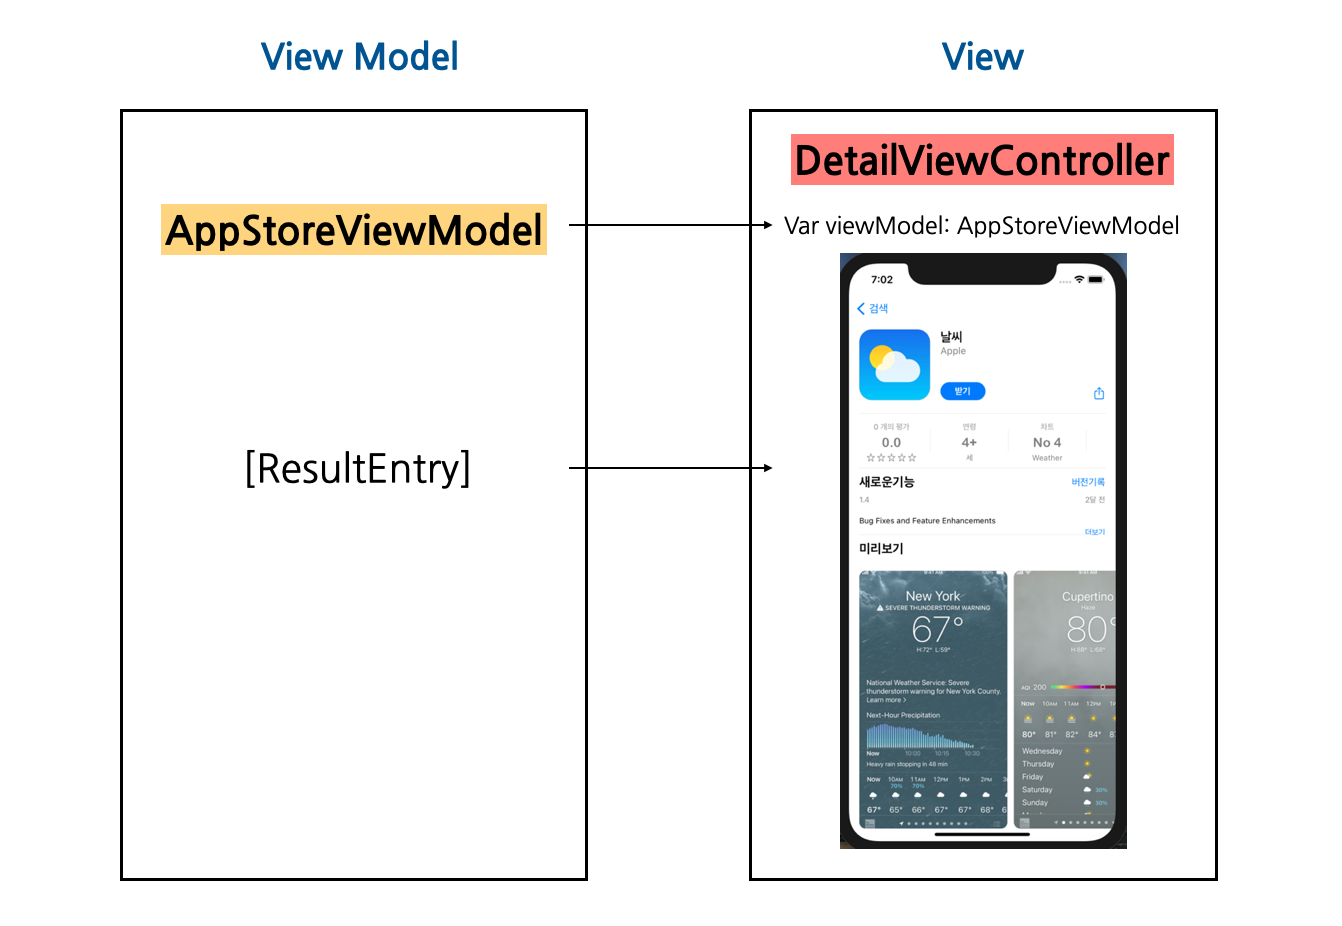 View Model
View
AppStoreViewModel
[ResultEntry]
DetailViewController
Var viewModel: AppStoreViewModel
7:02
검색
날씨
Apple
받기
0 개의 평가
연령
차트
0.0
4+
No 4
☆☆☆☆☆
세
Weather
새로운기능
버전기록
1.4
2달 전
Bug Fixes and Feature Enhancements
더보기
미리보기
New York
SEVERE THUNDERSTORM WARNING
67°
H:72° L:59°
National Weather Service: Severe
thunderstorm warning for New York County.
Learn more >
Next-Hour Precipitation
Now 10:00 10:15 10:30
Heavy rain stopping in 48 min
Now 10AM 11AM 12PM 1PM 2PM
70% 70%
67° 65° 66° 67° 67° 68°
Cupertino
Haze
80°
H:88° L:68°
AQI 200
Now 10AM 11AM 12PM
80° 81° 82° 84°
Wednesday
Thursday
Friday
Saturday 30%
Sunday 30%